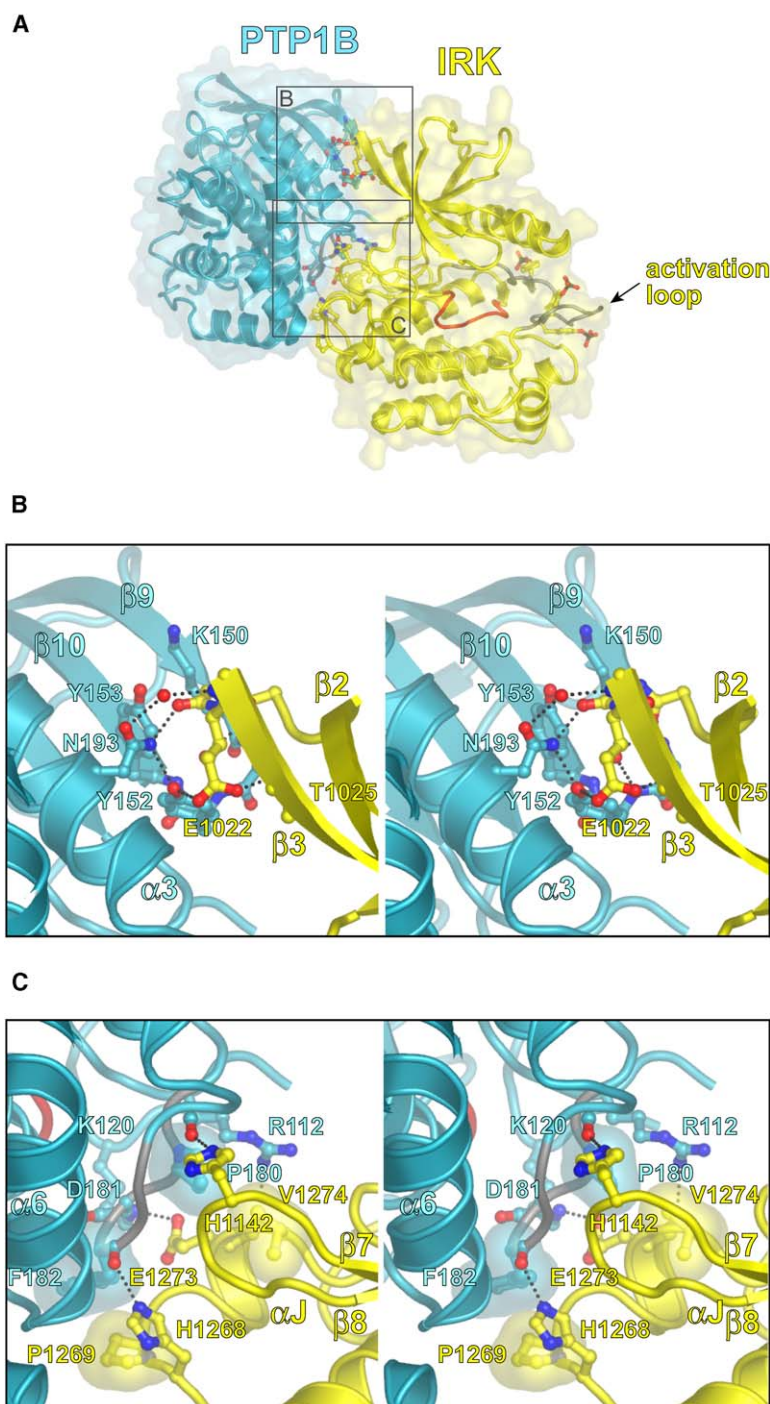 A
PTP1B
IRK
B
activation
loop
C
B
β9
β10
K150
Y153
β2
N193
Y152
T1025
E1022
β3
α3
β9
β10
K150
Y153
β2
N193
Y152
T1025
E1022
β3
α3
C
K120
R112
P180
D181
V1274
α6
H1142
β7
F182
E1273
αJ
β8
H1268
P1269
K120
R112
P180
D181
V1274
α6
H1142
β7
F182
E1273
αJ
β8
H1268
P1269